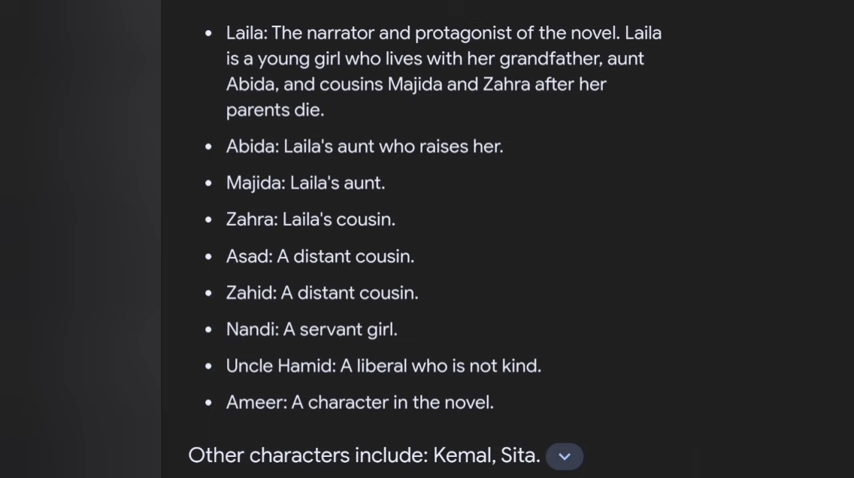 • Laila: The narrator and protagonist of the novel. Laila
is a young girl who lives with her grandfather, aunt
Abida, and cousins Majida and Zahra after her
parents die.
• Abida: Laila's aunt who raises her.
• Majida: Laila's aunt.
• Zahra: Laila's cousin.
• Asad: A distant cousin.
• Zahid: A distant cousin.
• Nandi: A servant girl.
• Uncle Hamid: A liberal who is not kind.
• Ameer: A character in the novel.
Other characters include: Kemal, Sita.